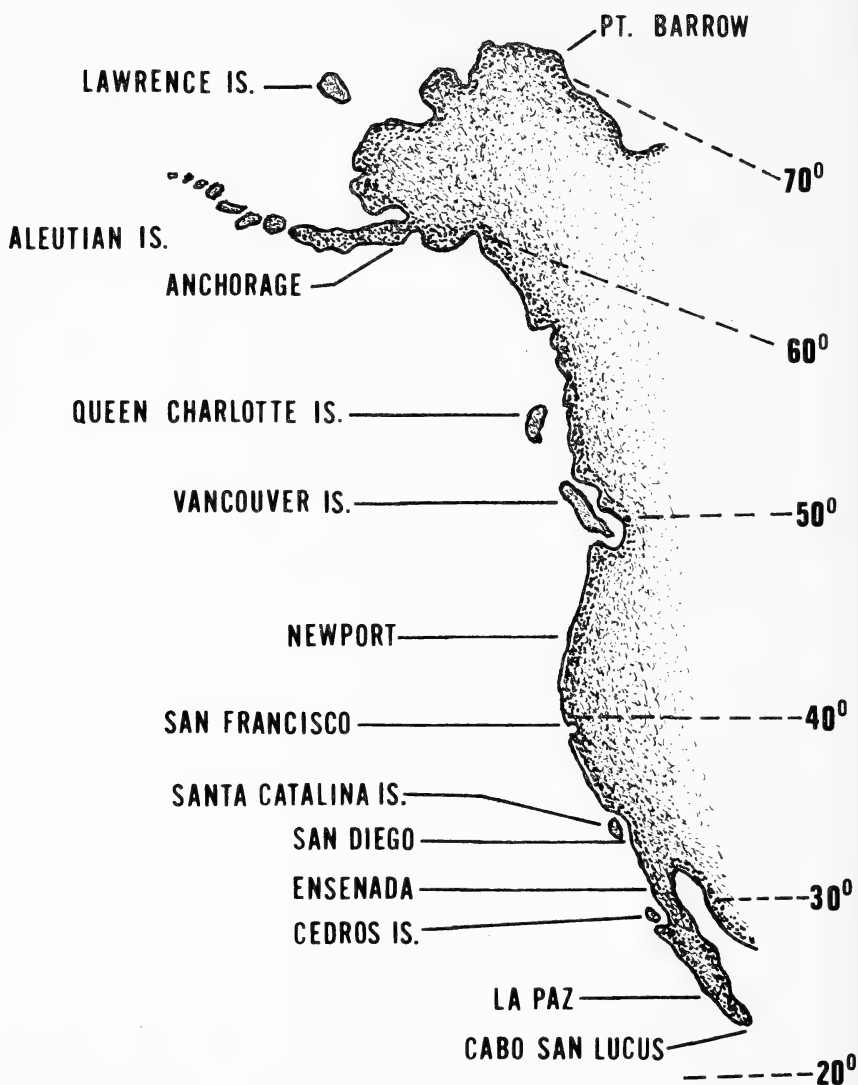 PT. BARROW
LAWRENCE IS.
70⁰
ALEUTIAN IS.
ANCHORAGE
60⁰
QUEEN CHARLOTTE IS.
VANCOUVER IS.
50⁰
NEWPORT
SAN FRANCISCO
40⁰
SANTA CATALINA IS.
SAN DIEGO
ENSENADA
30⁰
CEDROS IS.
LA PAZ
CABO SAN LUCUS
20⁰